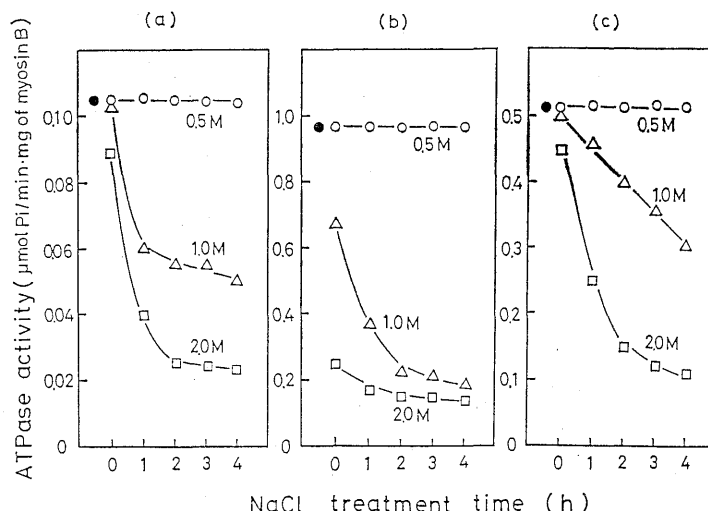 (a)
(b)
(c)
ATPase activity (μmol Pi/min·mg of myosin B)
0.10
0.08
0.06
0.04
0.02
0
0.5 M
1.0 M
2.0 M
0 1 2 3 4
1.0
0.8
0.6
0.4
0.2
0
0.5 M
1.0 M
2.0 M
0 1 2 3 4
0.5
0.4
0.3
0.2
0.1
0
0.5 M
1.0 M
2.0 M
0 1 2 3 4
NaCl treatment time (h)